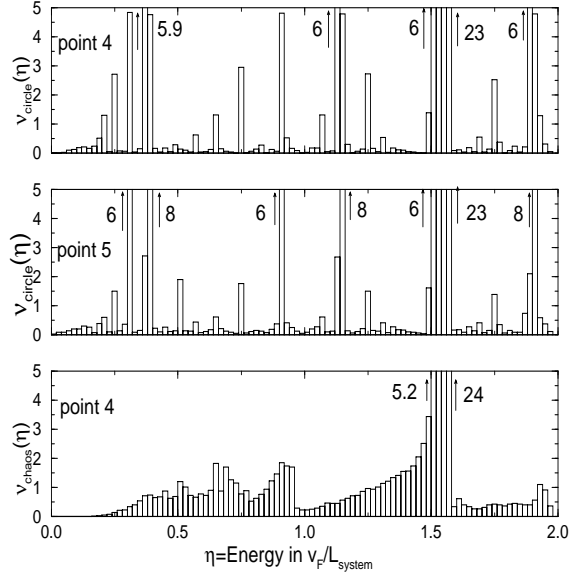 5
point 4 5.9 6 6 23 6
4
3
ν_circle(η)
2
1
0
5
6 8 6 8 6 23 8
4
3
ν_circle(η)
point 5
2
1
0
5
point 4 5.2 24
4
3
ν_chaos(η)
2
1
0
0.0 0.5 1.0 1.5 2.0
η=Energy in v_F/L_system